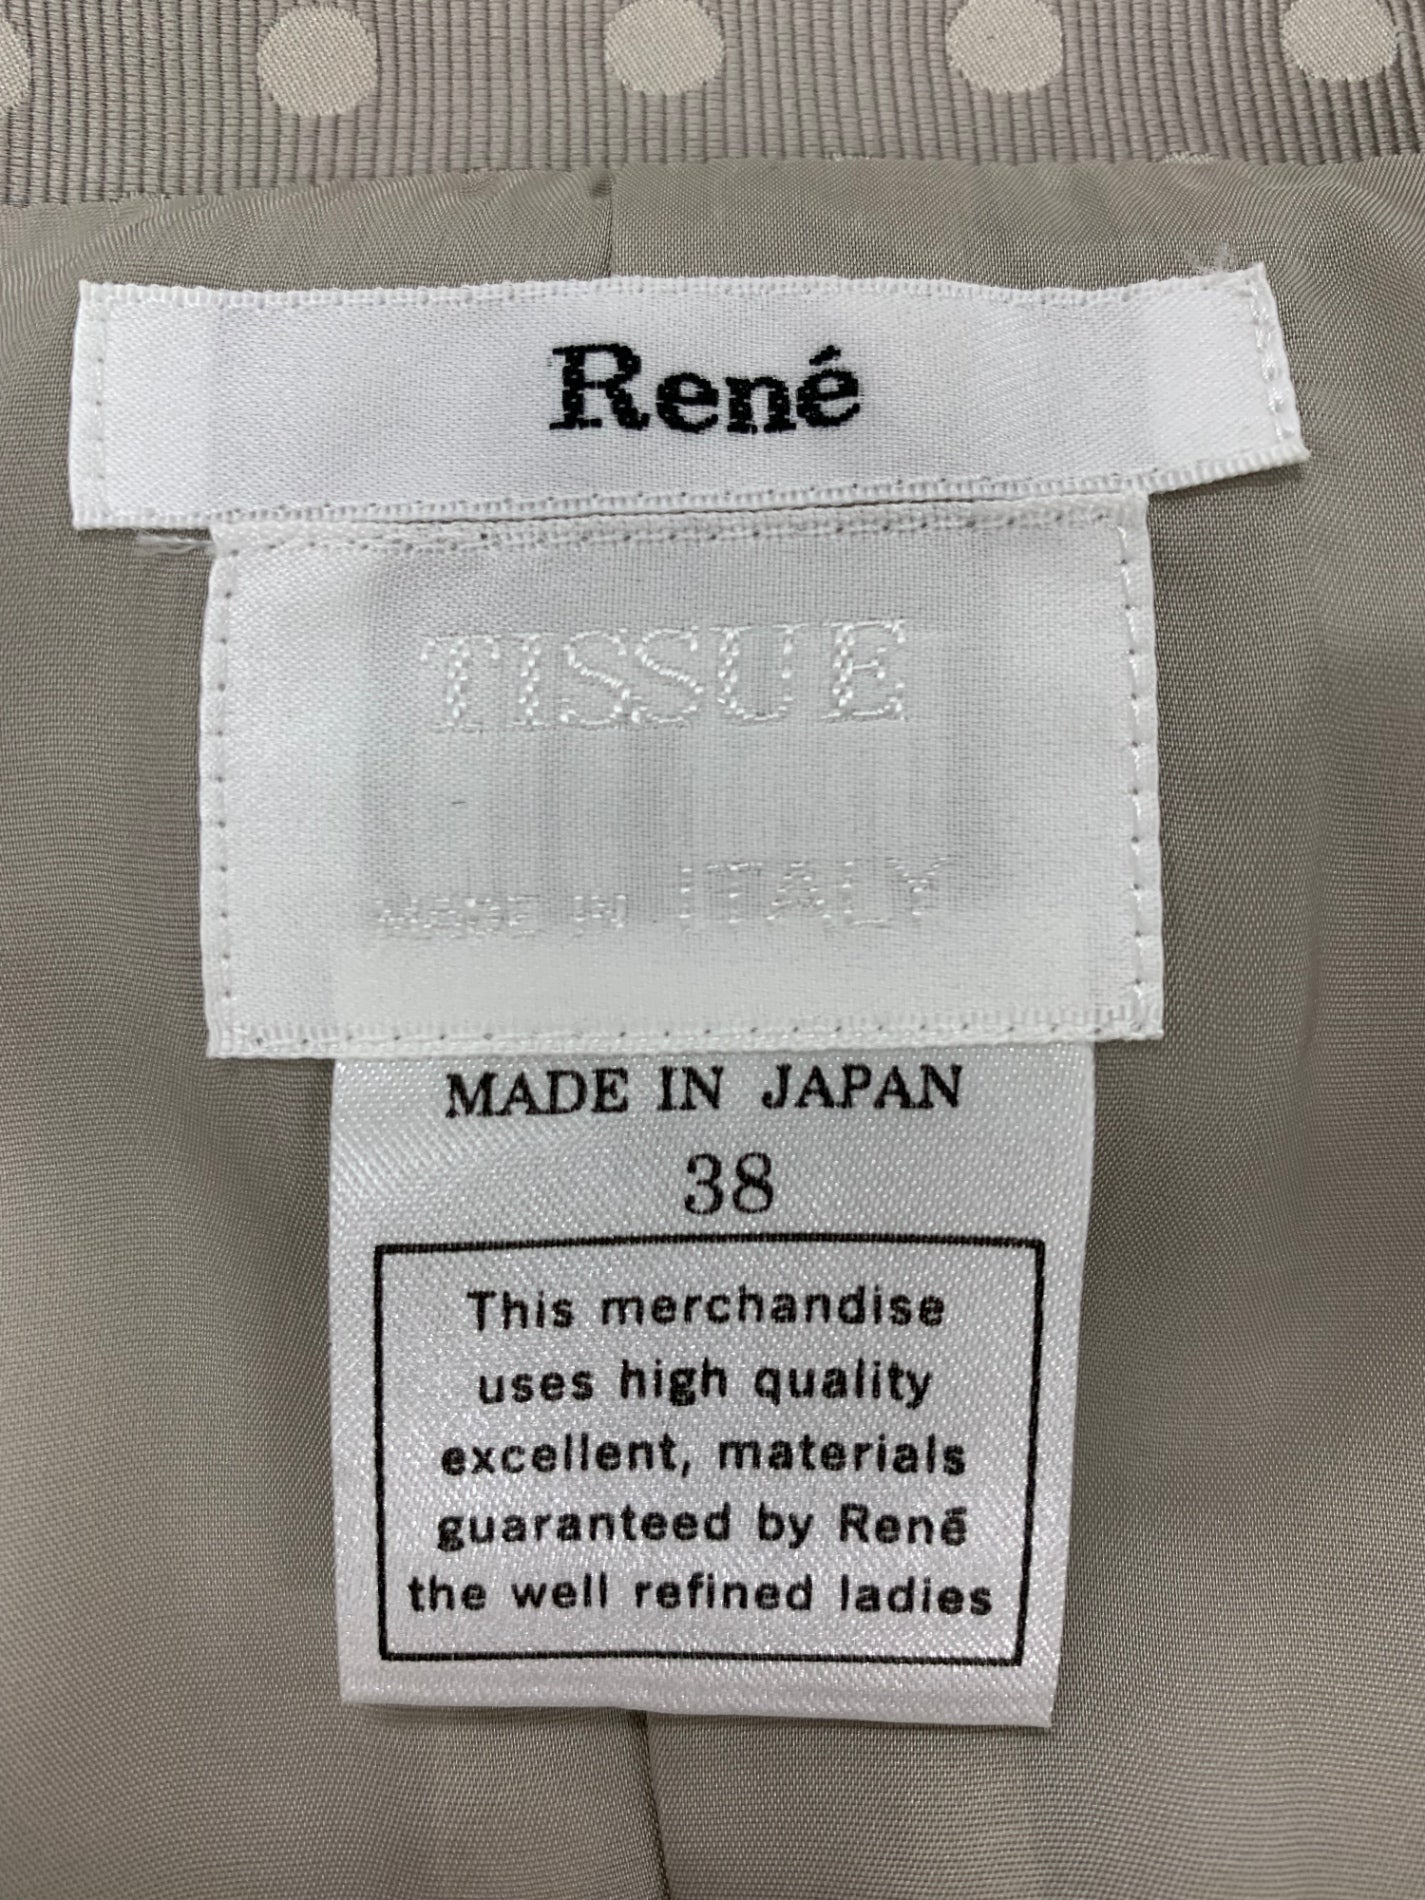 René
TISSUE
MADE IN ITALY
MADE IN JAPAN
38
This merchandise
uses high quality
excellent, materials
guaranteed by René
the well refined ladies